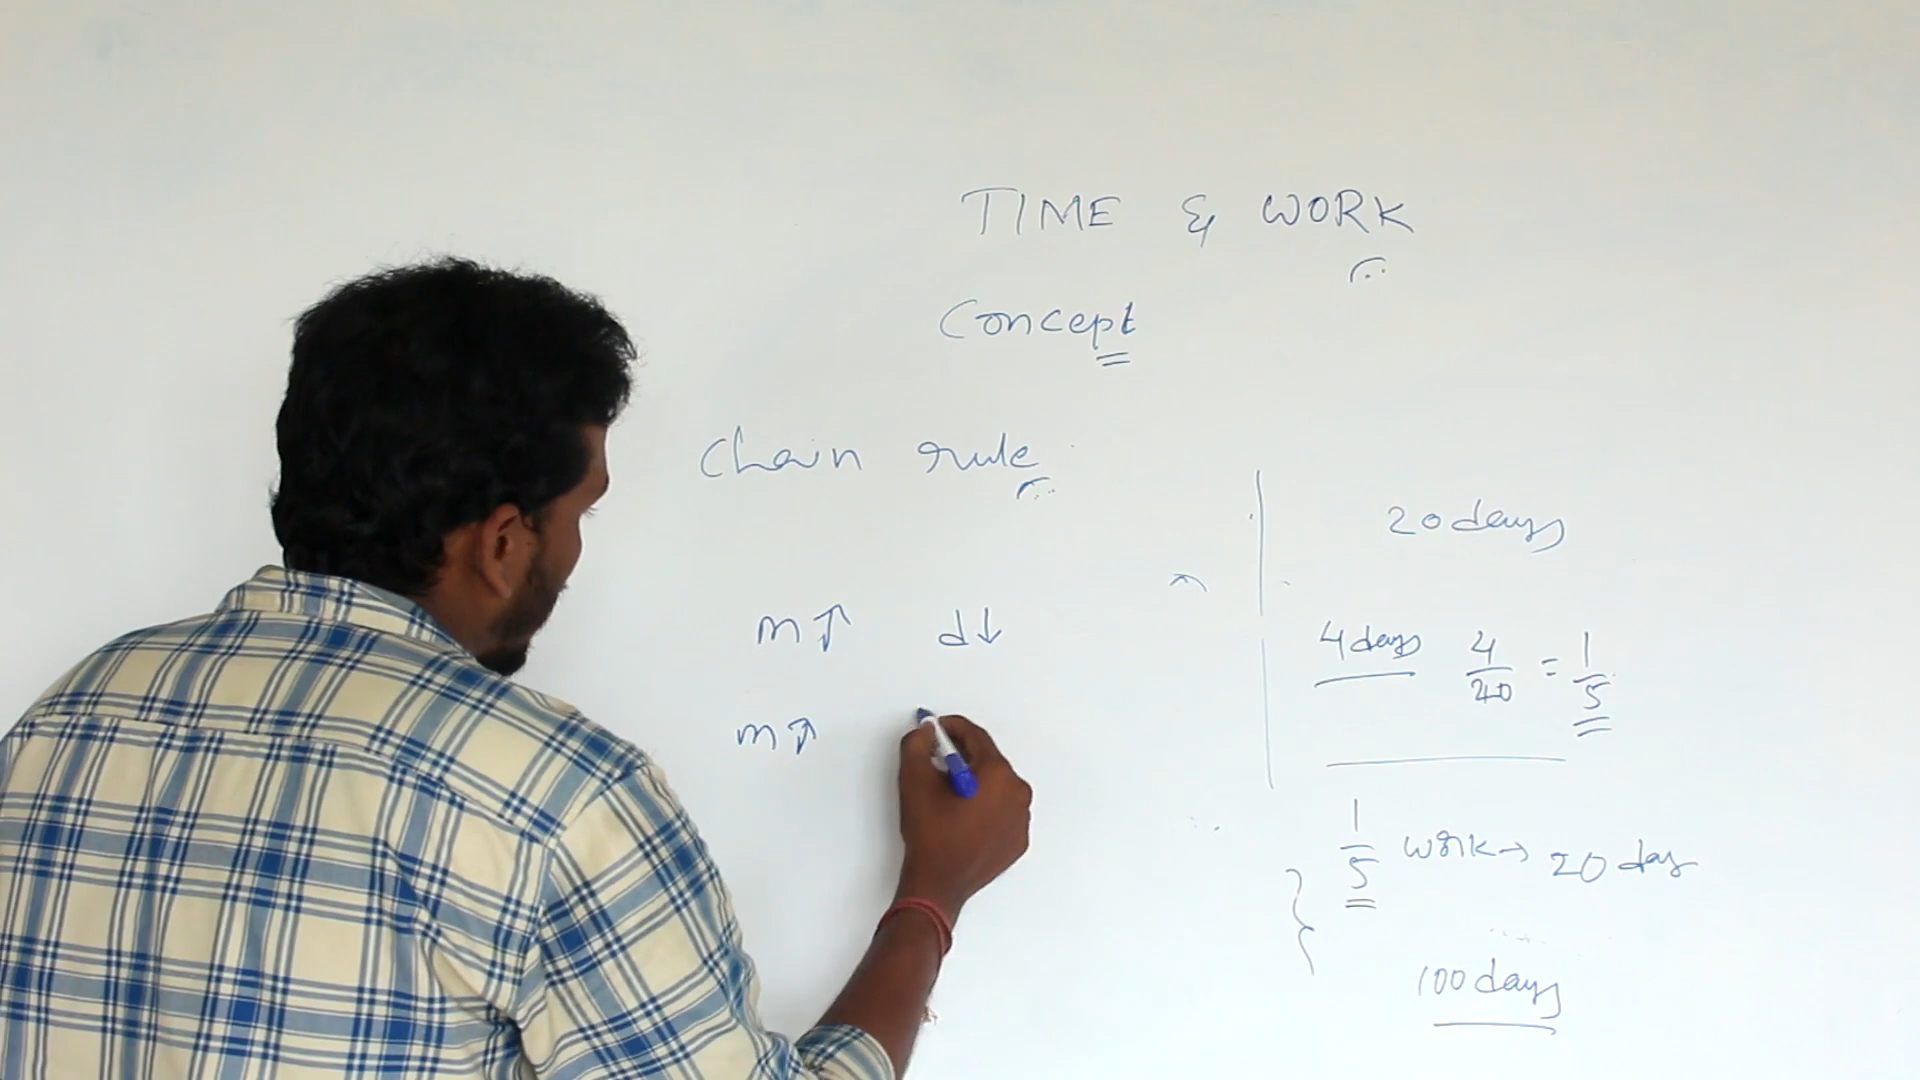 TIME & WORK
Concept
Chain rule
m↑ d↓
m↑
20 days
4 days 4/20 = 1/5
1/5 work → 20 day
100 days